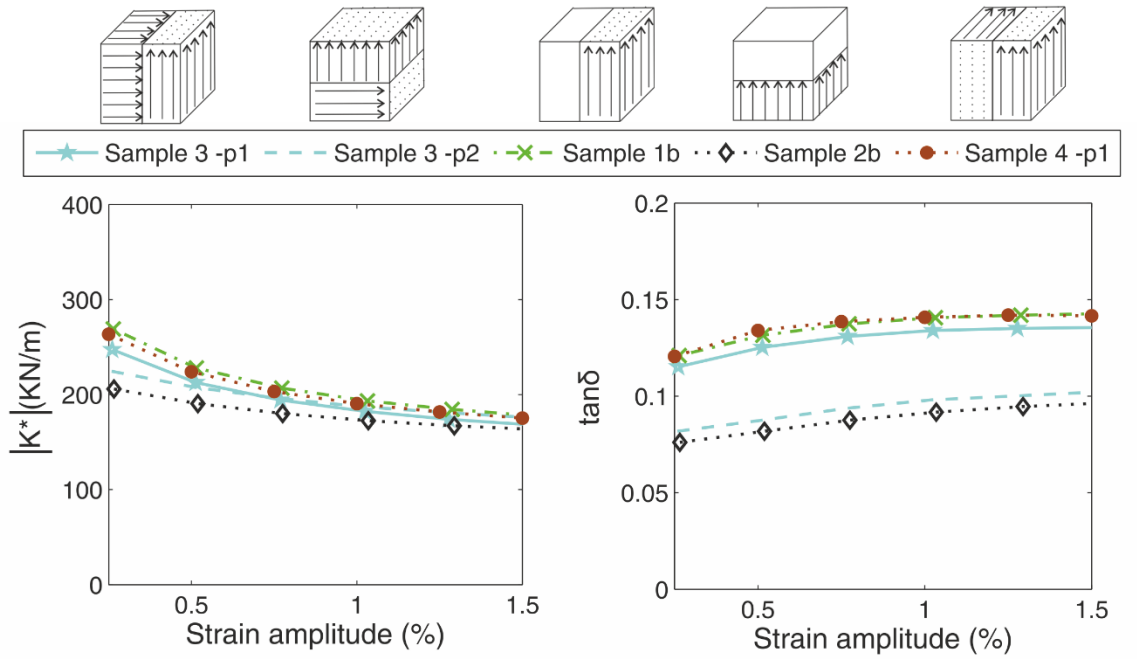 Sample 3 -p1 Sample 3 -p2 Sample 1b Sample 2b Sample 4 -p1
|K*|(KN/m)
400
300
200
100
0
0.5 1 1.5
Strain amplitude (%)
tanδ
0.2
0.15
0.1
0.05
0
0.5 1 1.5
Strain amplitude (%)